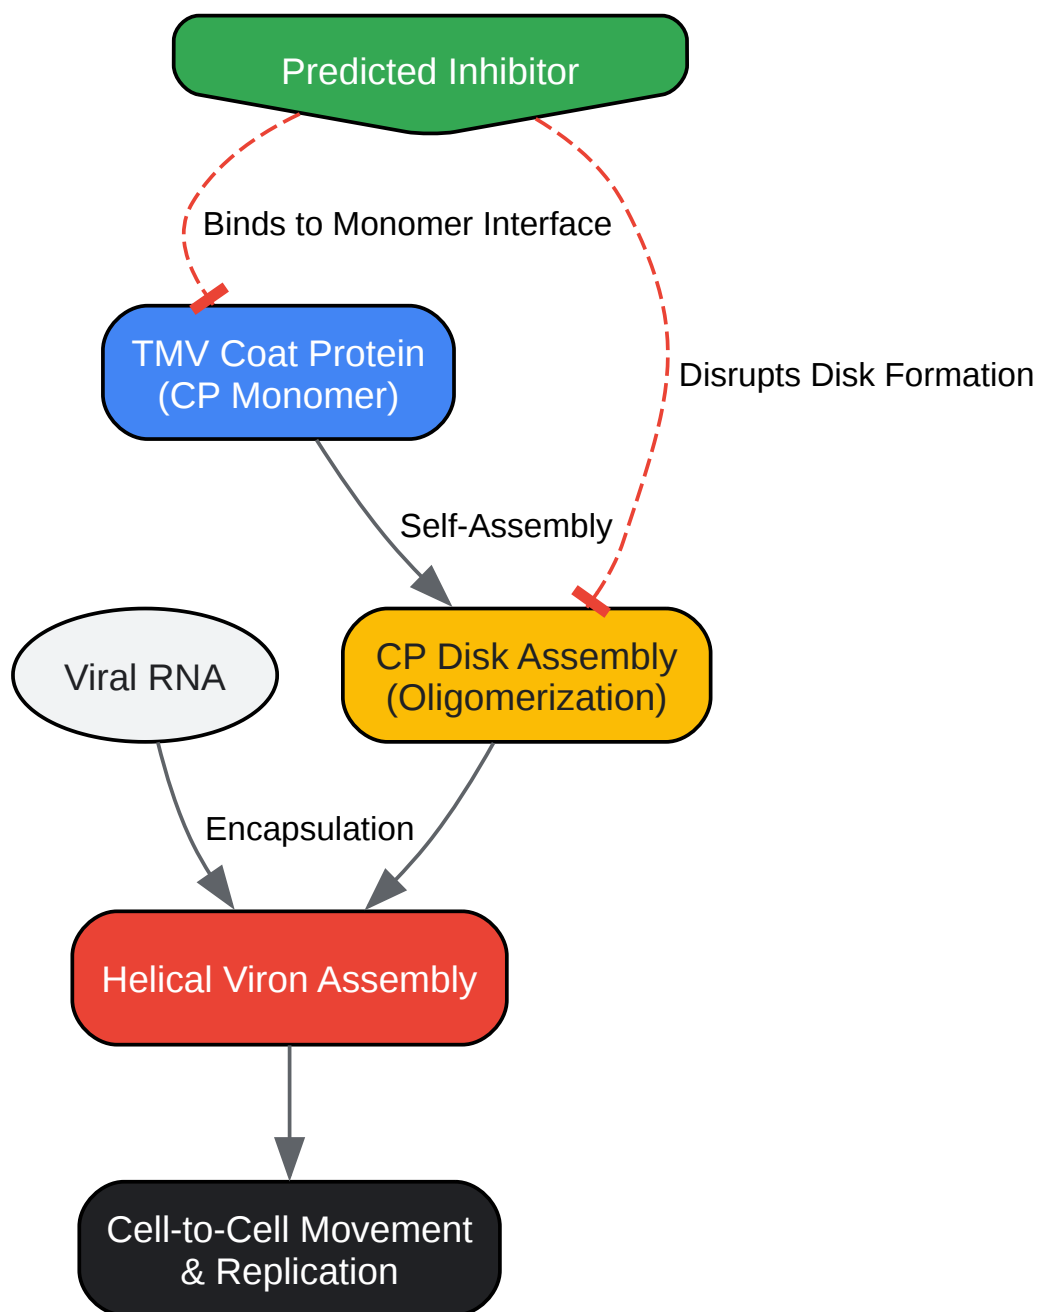 Predicted Inhibitor
Binds to Monomer Interface
TMV Coat Protein
(CP Monomer)
Disrupts Disk Formation
Self-Assembly
Viral RNA
CP Disk Assembly
(Oligomerization)
Encapsulation
Helical Viron Assembly
Cell-to-Cell Movement
& Replication